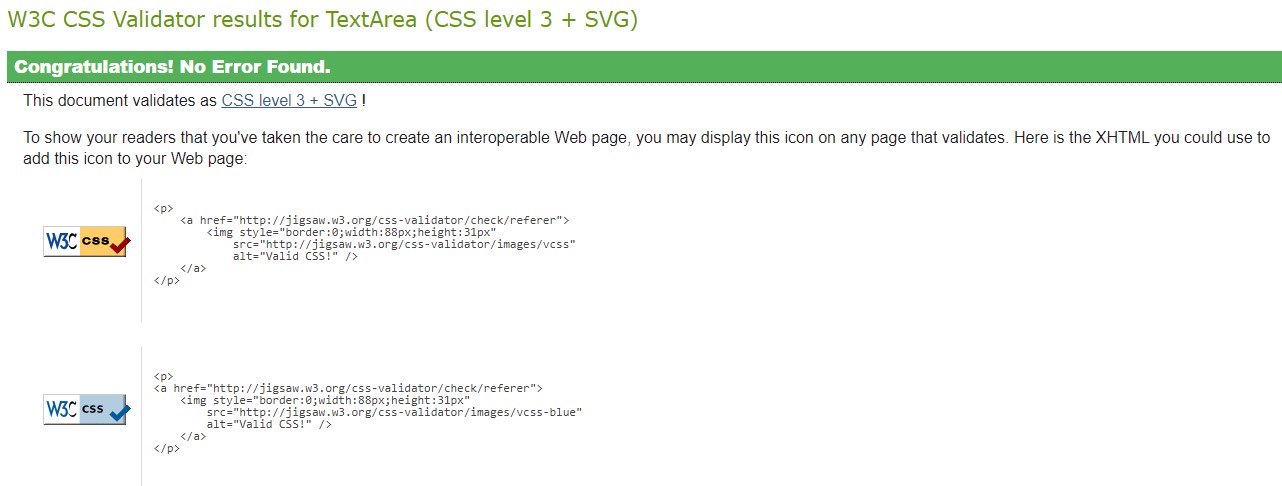 W3C CSS Validator results for TextArea (CSS level 3 + SVG)
Congratulations! No Error Found.
This document validates as CSS level 3 + SVG !
To show your readers that you've taken the care to create an interoperable Web page, you may display this icon on any page that validates. Here is the XHTML you could use to
add this icon to your Web page:
W3C css
<p>
<a href="http://jigsaw.w3.org/css-validator/check/referer">
<img style="border:0;width:88px;height:31px"
src="http://jigsaw.w3.org/css-validator/images/vcss"
alt="Valid CSS!" />
</a>
</p>
W3C css
<p>
<a href="http://jigsaw.w3.org/css-validator/check/referer">
<img style="border:0;width:88px;height:31px"
src="http://jigsaw.w3.org/css-validator/images/vcss-blue"
alt="Valid CSS!" />
</a>
</p>